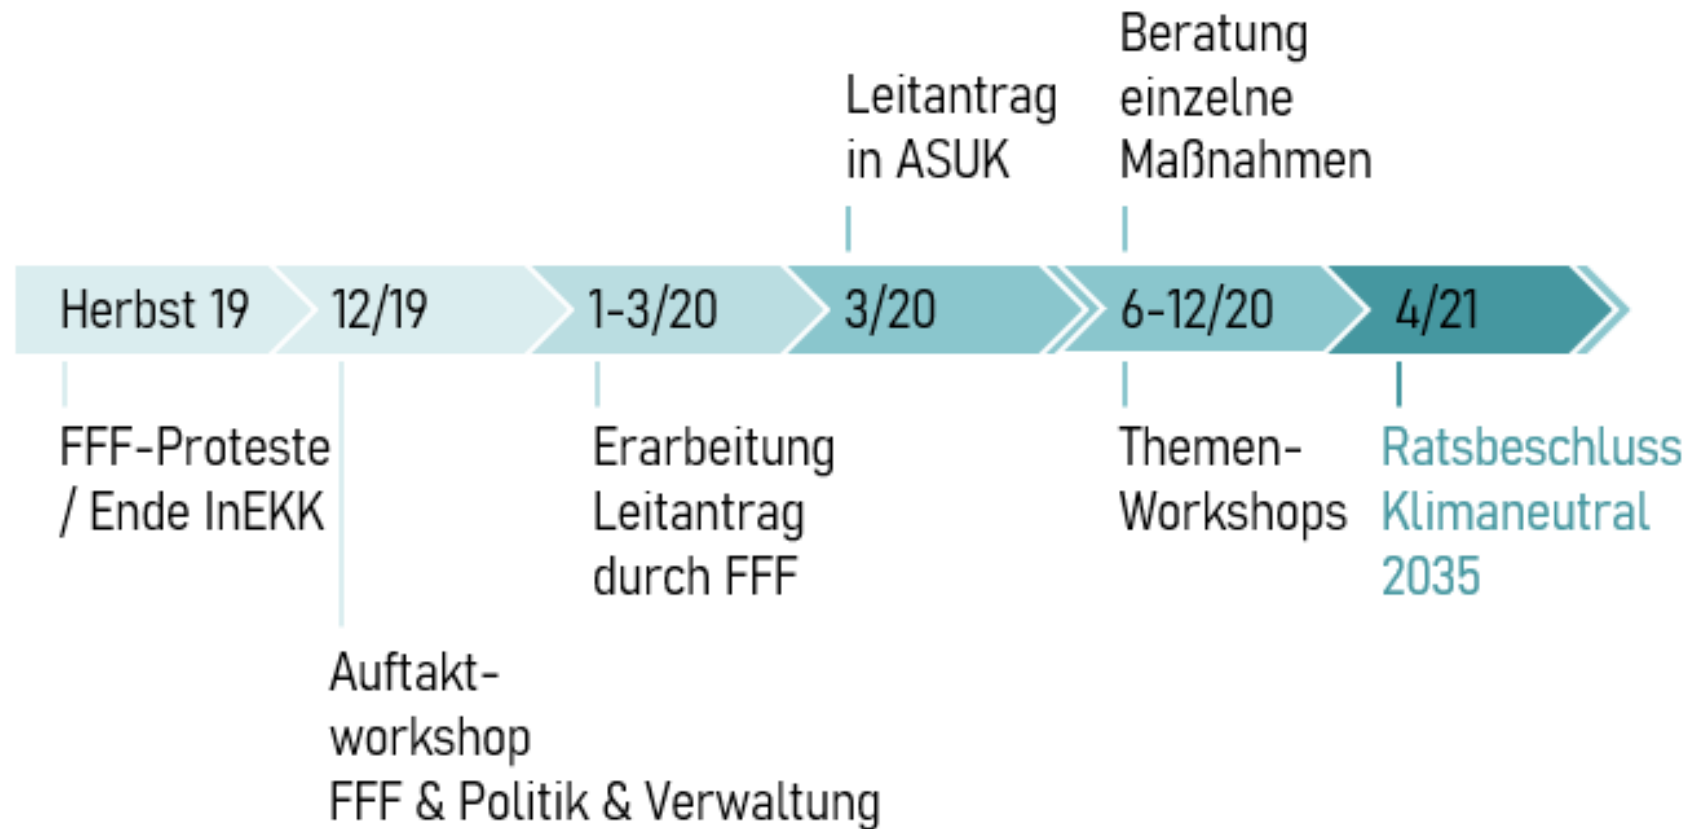 Beratung
einzelne
Maßnahmen
Leitantrag
in ASUK
Herbst 19
12/19
1-3/20
3/20
6-12/20
4/21
FFF-Proteste
/ Ende InEKK
Auftakt-
workshop
FFF & Politik & Verwaltung
Erarbeitung
Leitantrag
durch FFF
Themen-
Workshops
Ratsbeschluss
Klimaneutral
2035